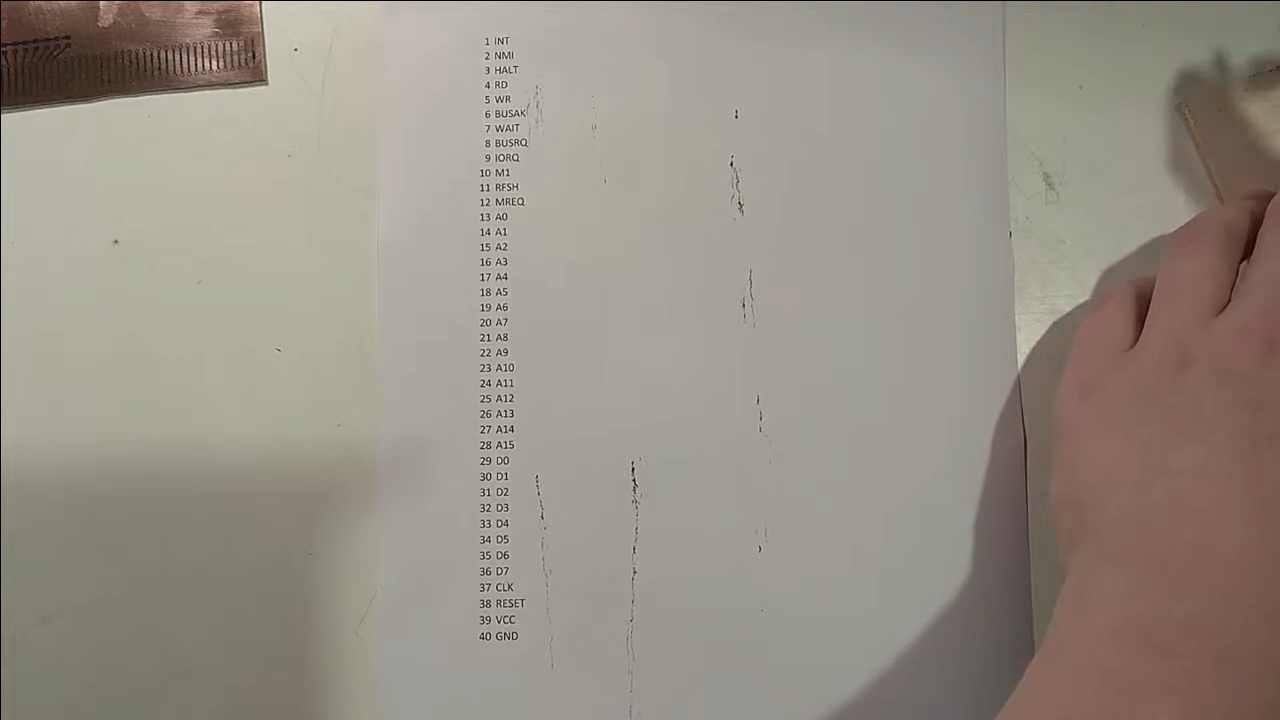 1 INT
2 NMI
3 HALT
4 RD
5 WR
6 BUSAK
7 WAIT
8 BUSRQ
9 IORQ
10 M1
11 RFSH
12 MREQ
13 A0
14 A1
15 A2
16 A3
17 A4
18 A5
19 A6
20 A7
21 A8
22 A9
23 A10
24 A11
25 A12
26 A13
27 A14
28 A15
29 D0
30 D1
31 D2
32 D3
33 D4
34 D5
35 D6
36 D7
37 CLK
38 RESET
39 VCC
40 GND